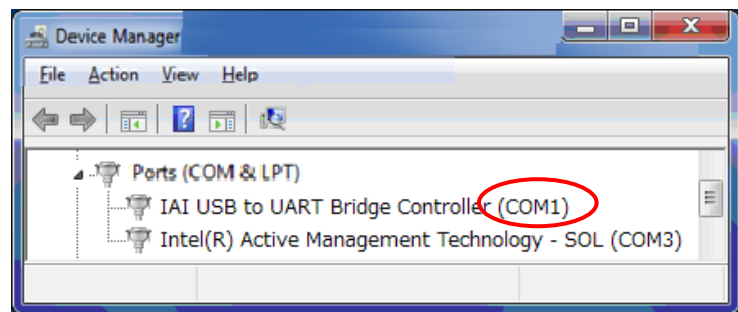 Device Manager
File Action View Help
Ports (COM & LPT)
IAI USB to UART Bridge Controller (COM1)
Intel(R) Active Management Technology - SOL (COM3)